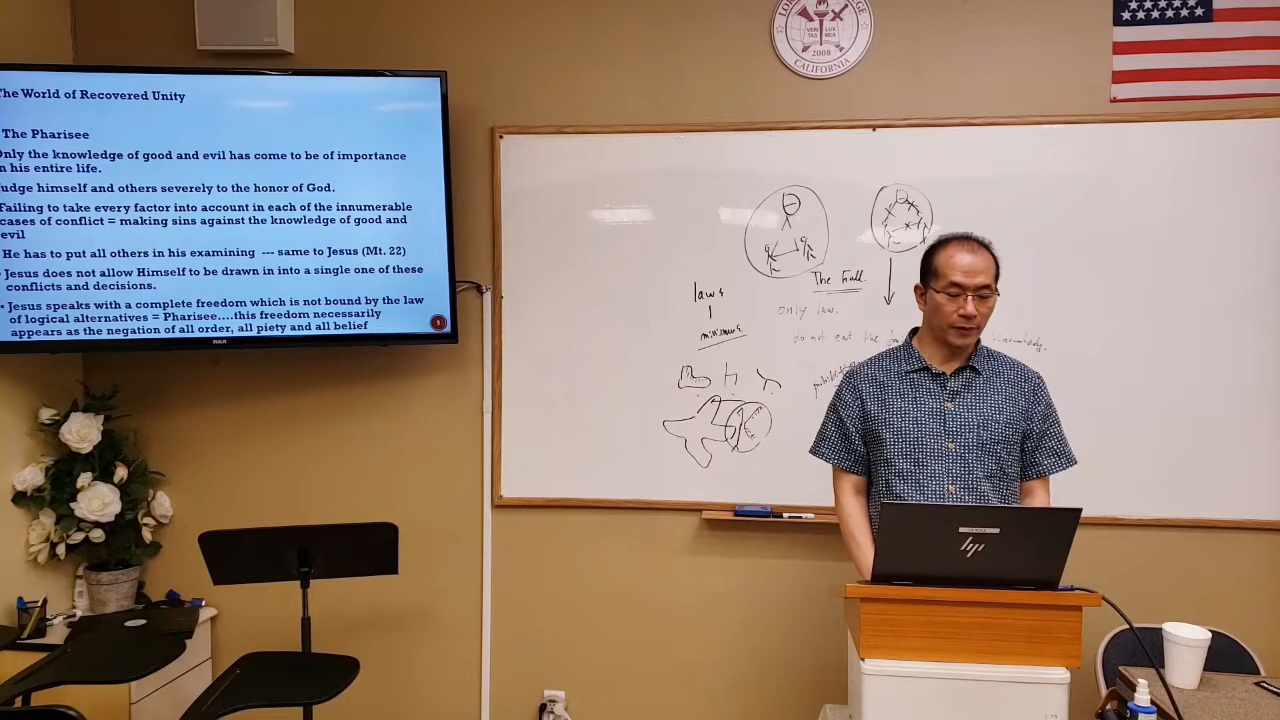 The World of Recovered Unity
The Pharisee
Only the knowledge of good and evil has come to be of importance
in his entire life.
Judge himself and others severely to the honor of God.
Failing to take every factor into account in each of the innumerable
cases of conflict = making sins against the knowledge of good and
evil
He has to put all others in his examining --- same to Jesus (Mt. 22)
Jesus does not allow Himself to be drawn in into a single one of these
conflicts and decisions.
Jesus speaks with a complete freedom which is not bound by the law
of logical alternatives = Pharisee....this freedom necessarily
appears as the negation of all order, all piety and all belief
RCA
VERI LUX
TAS MEA
2008
CALIFORNIA
The Fall
laws
only law.
minimum
do not eat the
hp